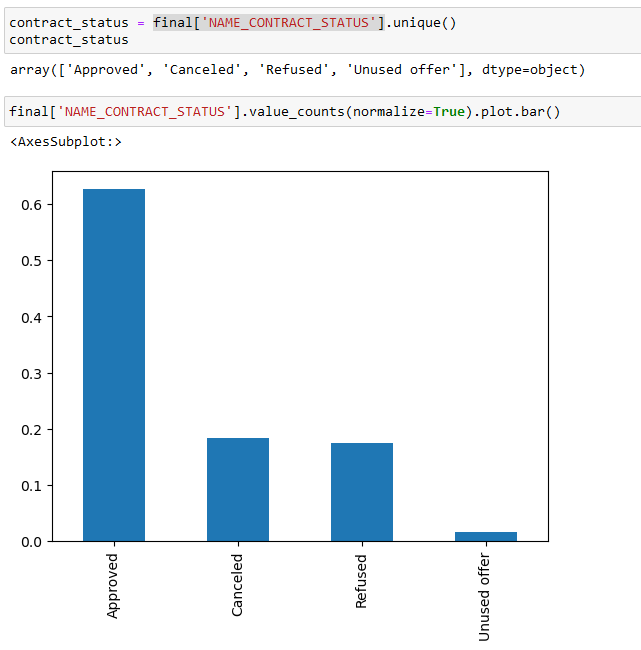 contract_status = final['NAME_CONTRACT_STATUS'].unique()
contract_status
array(['Approved', 'Canceled', 'Refused', 'Unused offer'], dtype=object)
final['NAME_CONTRACT_STATUS'].value_counts(normalize=True).plot.bar()
<AxesSubplot:>
0.6
0.5
0.4
0.3
0.2
0.1
0.0
Approved
Canceled
Refused
Unused offer